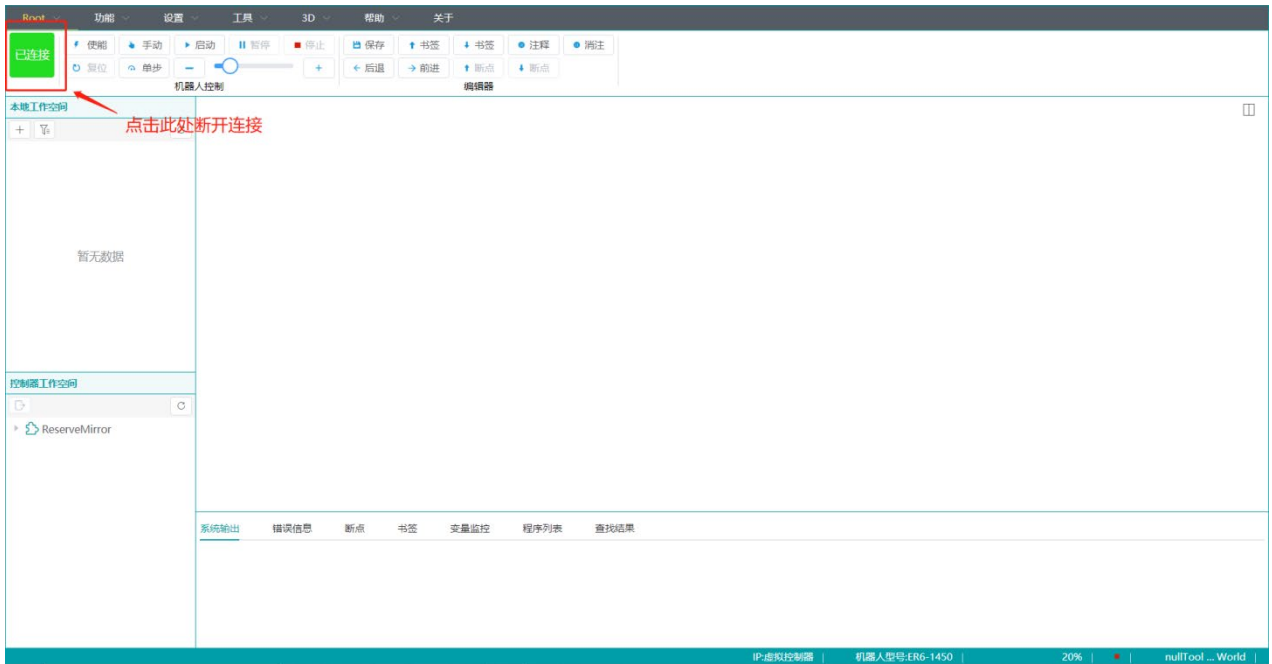 Root 功能 设置 工具 3D 帮助 关于
已连接 使能 手动 启动 暂停 停止 保存 书签 书签 注释 消注
复位 单步 － + 后退 前进 断点 断点
机器人控制 编辑器
本地工作空间
+ 点击此处断开连接
暂无数据
控制器工作空间
ReserveMirror
系统输出 错误信息 断点 书签 变量监控 程序列表 查找结果
IP:虚拟控制器 | 机器人型号:ER6-1450 | 20% | | nullTool ... World |